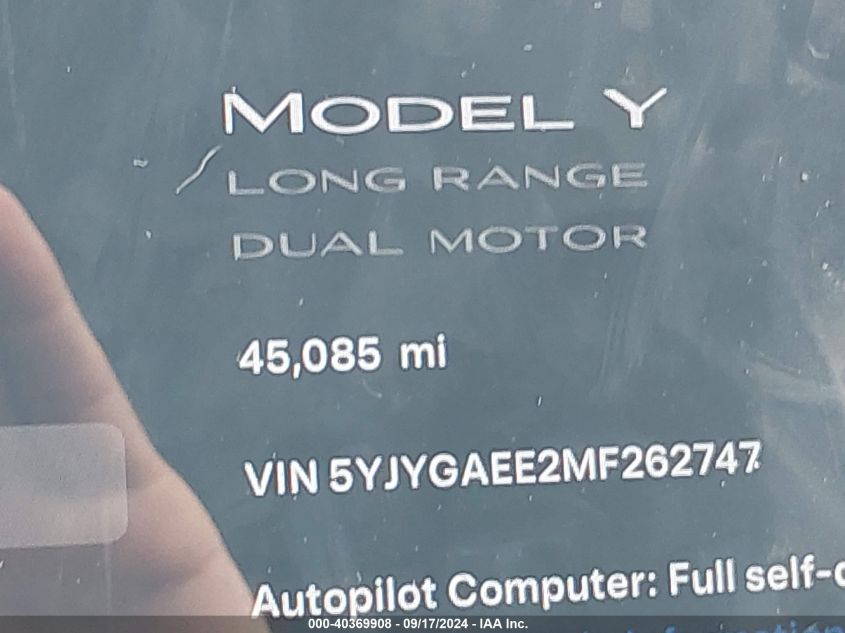 MODEL Y
LONG RANGE
DUAL MOTOR
45,085 mi
VIN 5YJYGAEE2MF262747
Autopilot Computer: Full self-
000-40369908 - 09/17/2024 - IAA Inc.